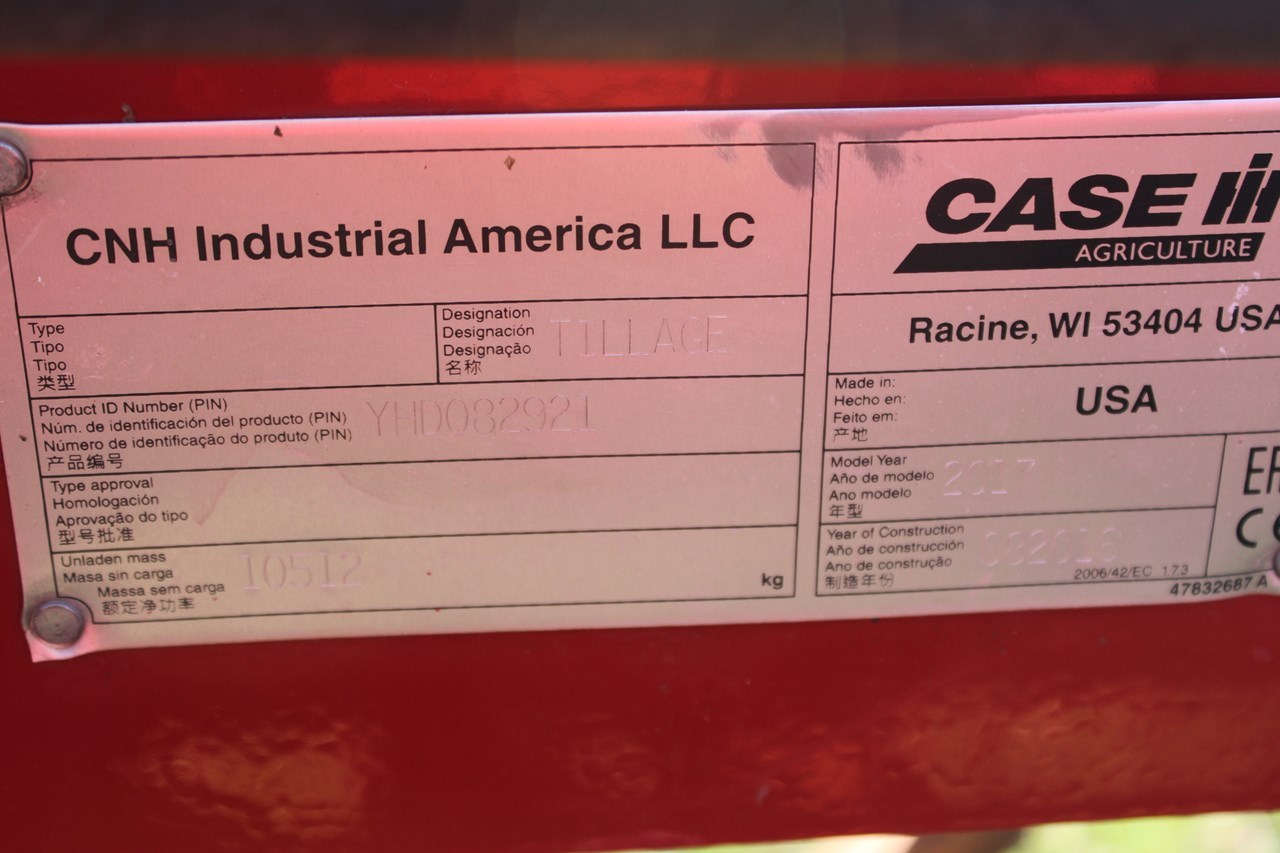 CNH Industrial America LLC
Type
Tipo
Tipo
类型
Designation
Designación
Designação
名称
TILLAGE
Product ID Number (PIN)
Núm. de identificación del producto (PIN)
Número de identificação do produto (PIN)
产品编号
YHD082921
Type approval
Homologación
Aprovação do tipo
型号批准
Unladen mass
Masa sin carga
Massa sem carga
额定净功率
10512
kg
CASE IH
AGRICULTURE
Racine, WI 53404 USA
Made in:
Hecho en:
Feito em:
产地
USA
Model Year
Año de modelo
Ano modelo
年型
2017
Year of Construction
Año de construcción
Ano de construção
制造年份
2006/42/EC 1.7.3
47832687 A